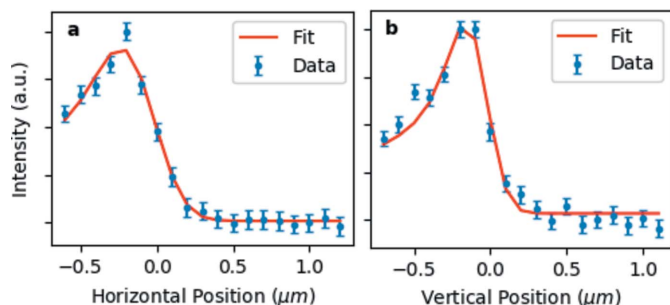 a
Fit
Data
b
Fit
Data
Intensity (a.u.)
−0.5 0.0 0.5 1.0
−0.5 0.0 0.5 1.0
Horizontal Position (μm)
Vertical Position (μm)